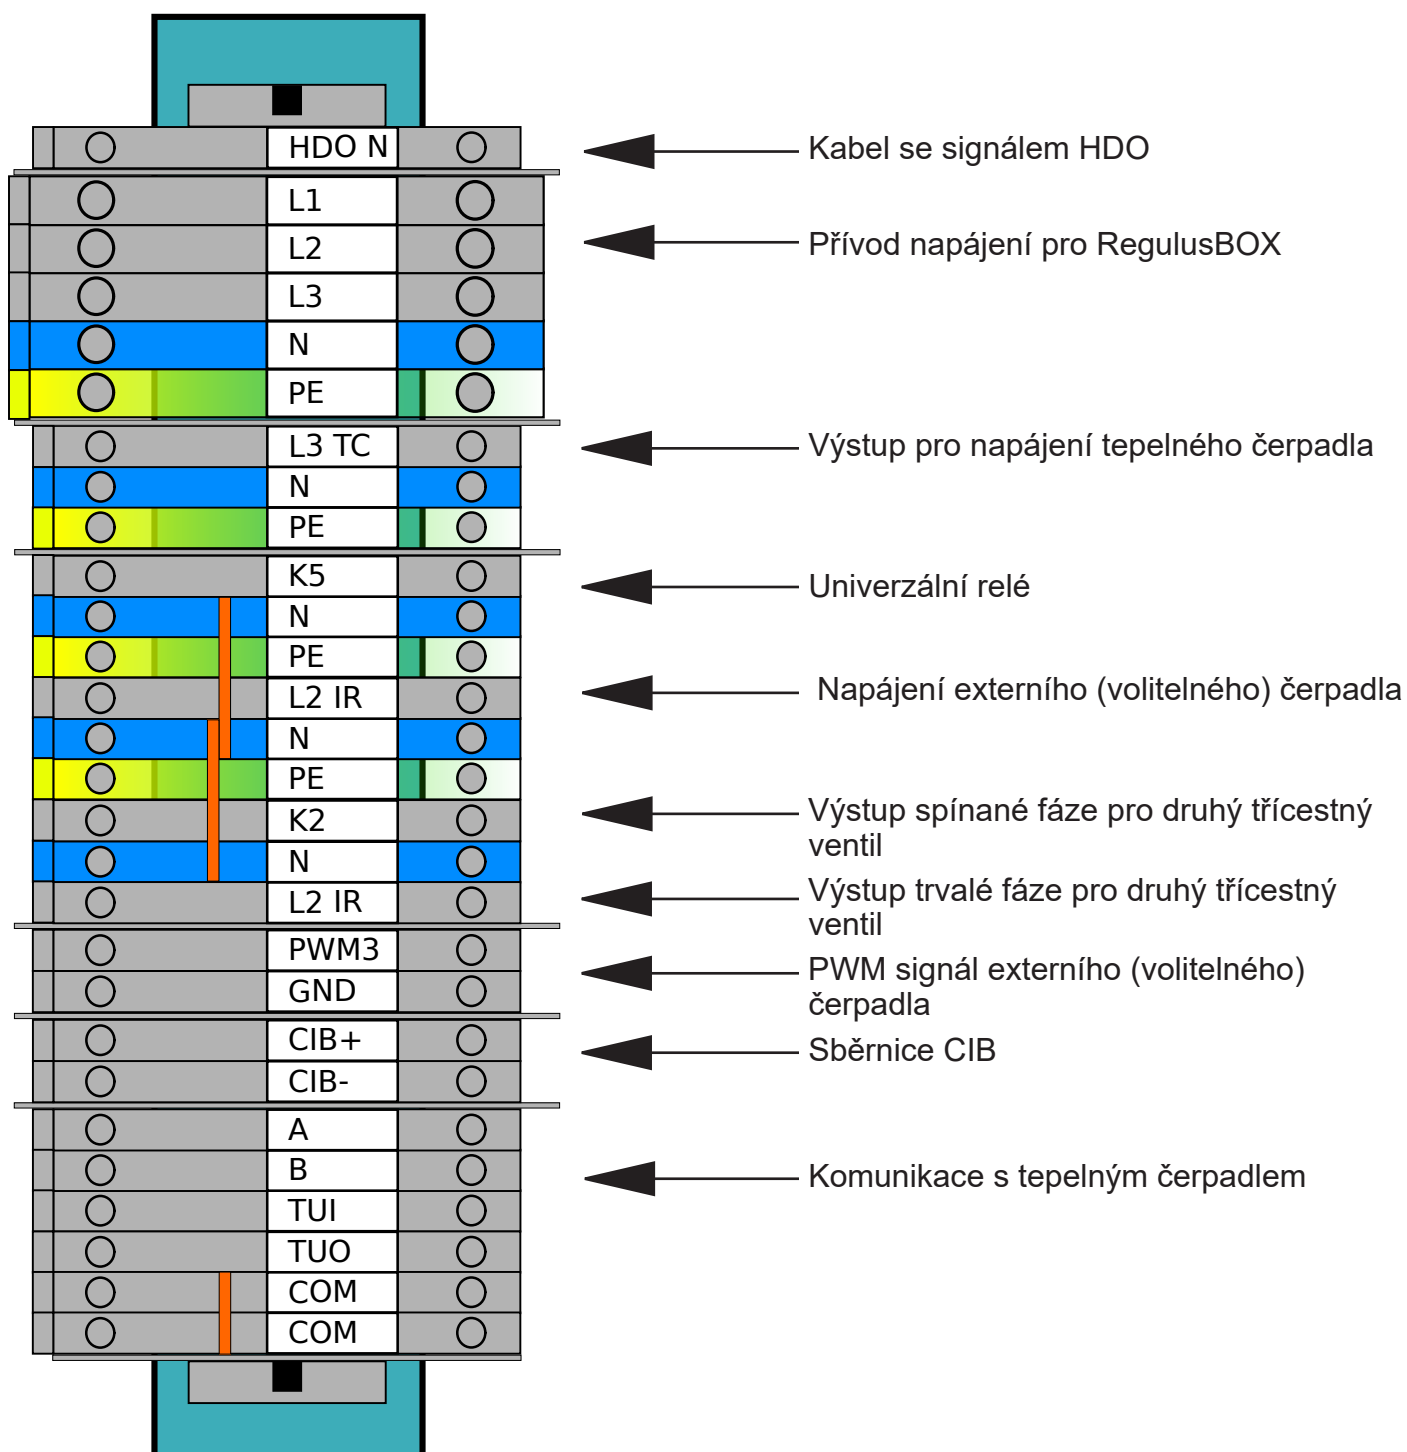 HDO N
Kabel se signálem HDO
L1
L2
Přívod napájení pro RegulusBOX
L3
N
PE
L3 TC
Výstup pro napájení tepelného čerpadla
N
PE
K5
Univerzální relé
N
PE
L2 IR
Napájení externího (volitelného) čerpadla
N
PE
K2
Výstup spínané fáze pro druhý třícestný
ventil
N
L2 IR
Výstup trvalé fáze pro druhý třícestný
ventil
PWM3
GND
PWM signál externího (volitelného)
čerpadla
CIB+
Sběrnice CIB
CIB-
A
B
Komunikace s tepelným čerpadlem
TUI
TUO
COM
COM